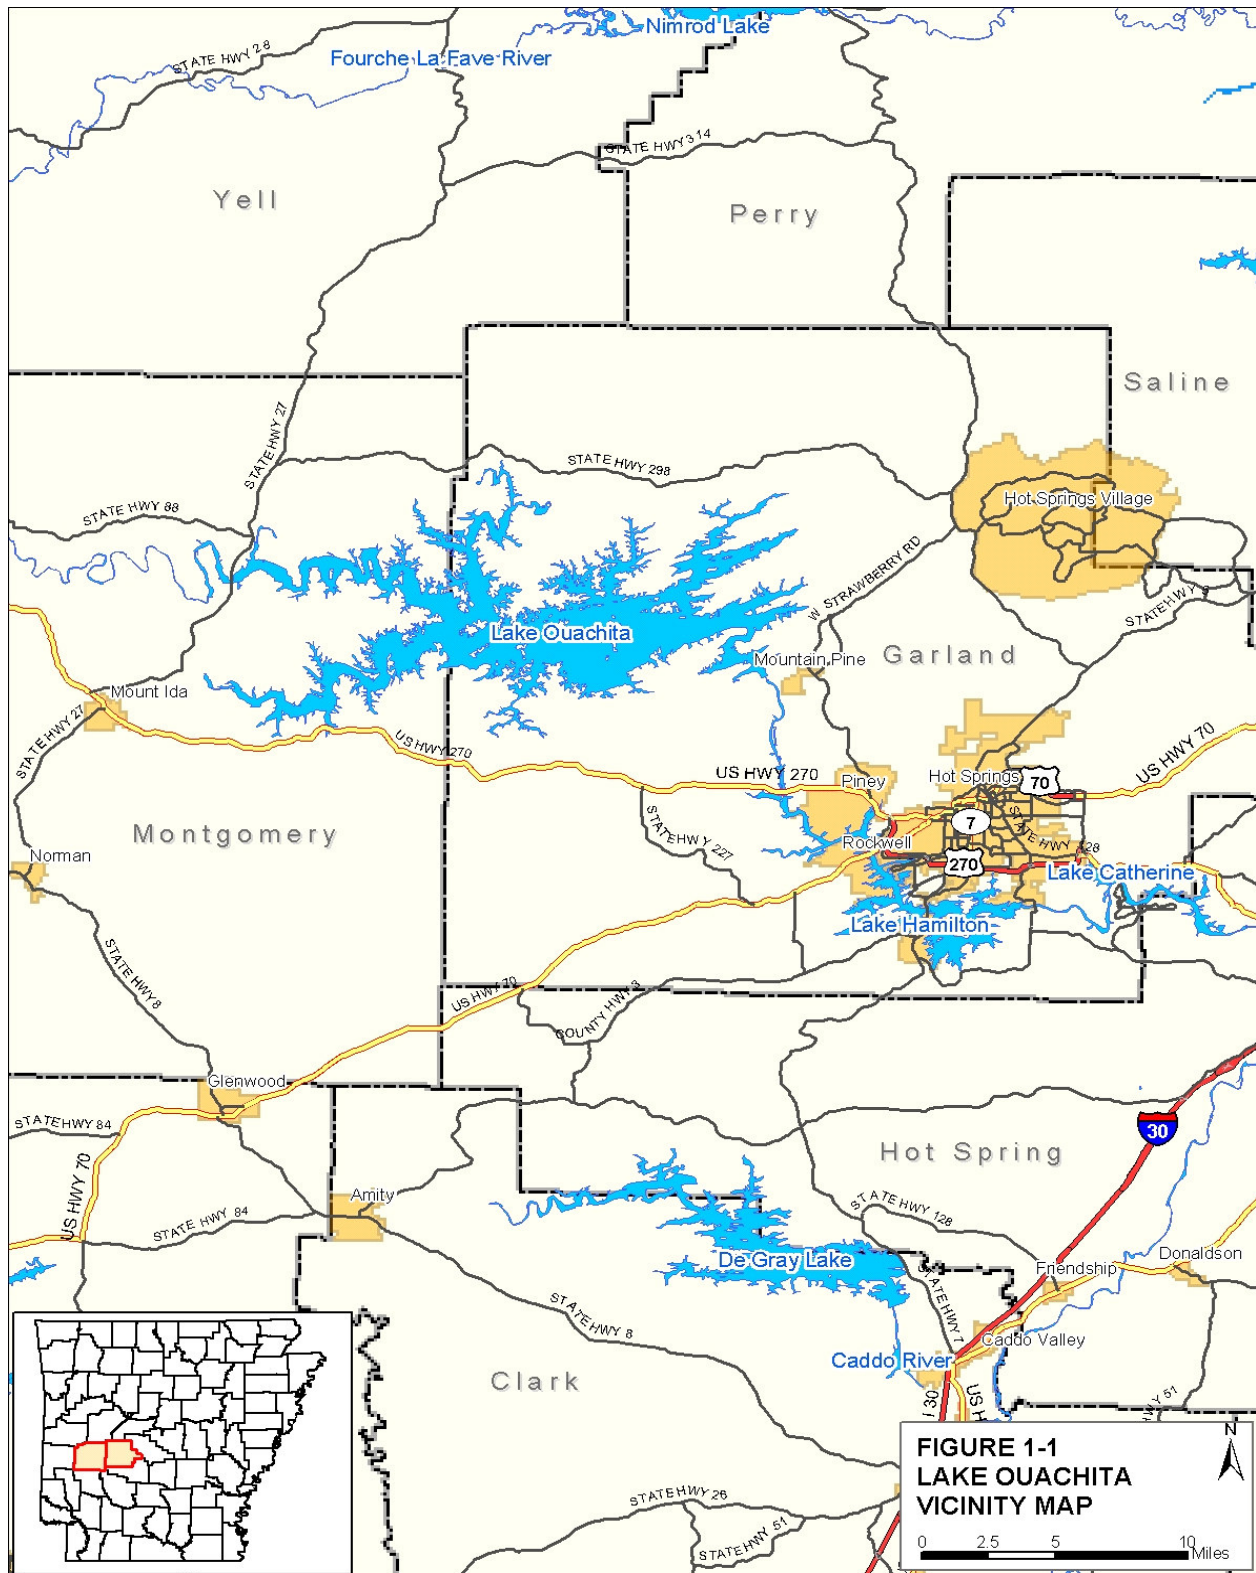 Nimrod Lake
STATE HWY 28
Fourche La Fave River
STATE HWY 314
Yell
Perry
Saline
STATE HWY 27
STATE HWY 298
Hot Springs Village
STATE HWY 88
W STRAWBERRY RD
STATE HWY 5
Lake Ouachita
Mountain Pine
Garland
Mount Ida
STATE HWY 27
US HWY 270
US HWY 270
Piney
Hot Springs
70
US HWY 70
7
Montgomery
STATE HWY 227
Rockwell
STATE HWY 128
Norman
270
Lake Catherine
Lake Hamilton
STATE HWY 8
US HWY 70
COUNTY HWY 3
Glenwood
STATE HWY 84
30
Hot Spring
US HWY 70
Amity
STATE HWY 84
STATE HWY 128
De Gray Lake
Donaldson
Friendship
STATE HWY 7
STATE HWY 8
Caddo Valley
Caddo River
Clark
I 30
US H
HWY 51
STATE HWY 26
STATE HWY 51
FIGURE 1-1
LAKE OUACHITA
VICINITY MAP
N
0 2.5 5 10
Miles